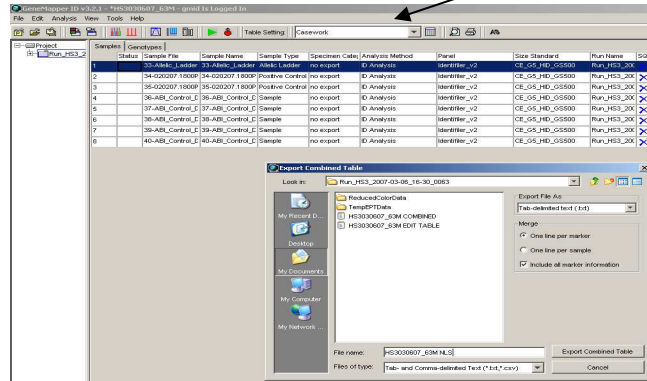 GeneMapper ID v3.2.1 - *HS3030607_63M - gmid Is Logged In
File Edit Analysis View Tools Help
Table Setting: Casework
Project
Run_HS3_2
Samples Genotypes
Status Sample File Sample Name Sample Type Specimen Categ Analysis Method Panel Size Standard Run Name SQ
1 33-Allelic_Ladder 33-Allelic_Ladder Allelic Ladder no export ID Analysis Identifiler_v2 CE_G5_HID_GS500 Run_HS3_200
2 34-020207.1800P 34-020207.1800P Positive Control no export ID Analysis Identifiler_v2 CE_G5_HID_GS500 Run_HS3_200
3 35-020207.1800P 35-020207.1800P Positive Control no export ID Analysis Identifiler_v2 CE_G5_HID_GS500 Run_HS3_200
4 36-ABI_Control_D 36-ABI_Control_D Sample no export ID Analysis Identifiler_v2 CE_G5_HID_GS500 Run_HS3_200
5 37-ABI_Control_D 37-ABI_Control_D Sample no export ID Analysis Identifiler_v2 CE_G5_HID_GS500 Run_HS3_200
6 38-ABI_Control_D 38-ABI_Control_D Sample no export ID Analysis Identifiler_v2 CE_G5_HID_GS500 Run_HS3_200
7 39-ABI_Control_D 39-ABI_Control_D Sample no export ID Analysis Identifiler_v2 CE_G5_HID_GS500 Run_HS3_200
8 40-ABI_Control_D 40-ABI_Control_D Sample no export ID Analysis Identifiler_v2 CE_G5_HID_GS500 Run_HS3_200
Export Combined Table
Look in: Run_HS3_2007-03-06_16-30_0063
ReducedColorData
TempEPTData
HS3030607_63M COMBINED
HS3030607_63M EDIT TABLE
My Recent D...
Desktop
My Documents
My Computer
My Network ...
Export File As
Tab-delimited text (.txt)
Merge
One line per marker
One line per sample
Include all marker information
File name: HS3030607_63M NLS
Export Combined Table
Files of type: Tab- and Comma-delimited Text (*.txt,*.csv)
Cancel